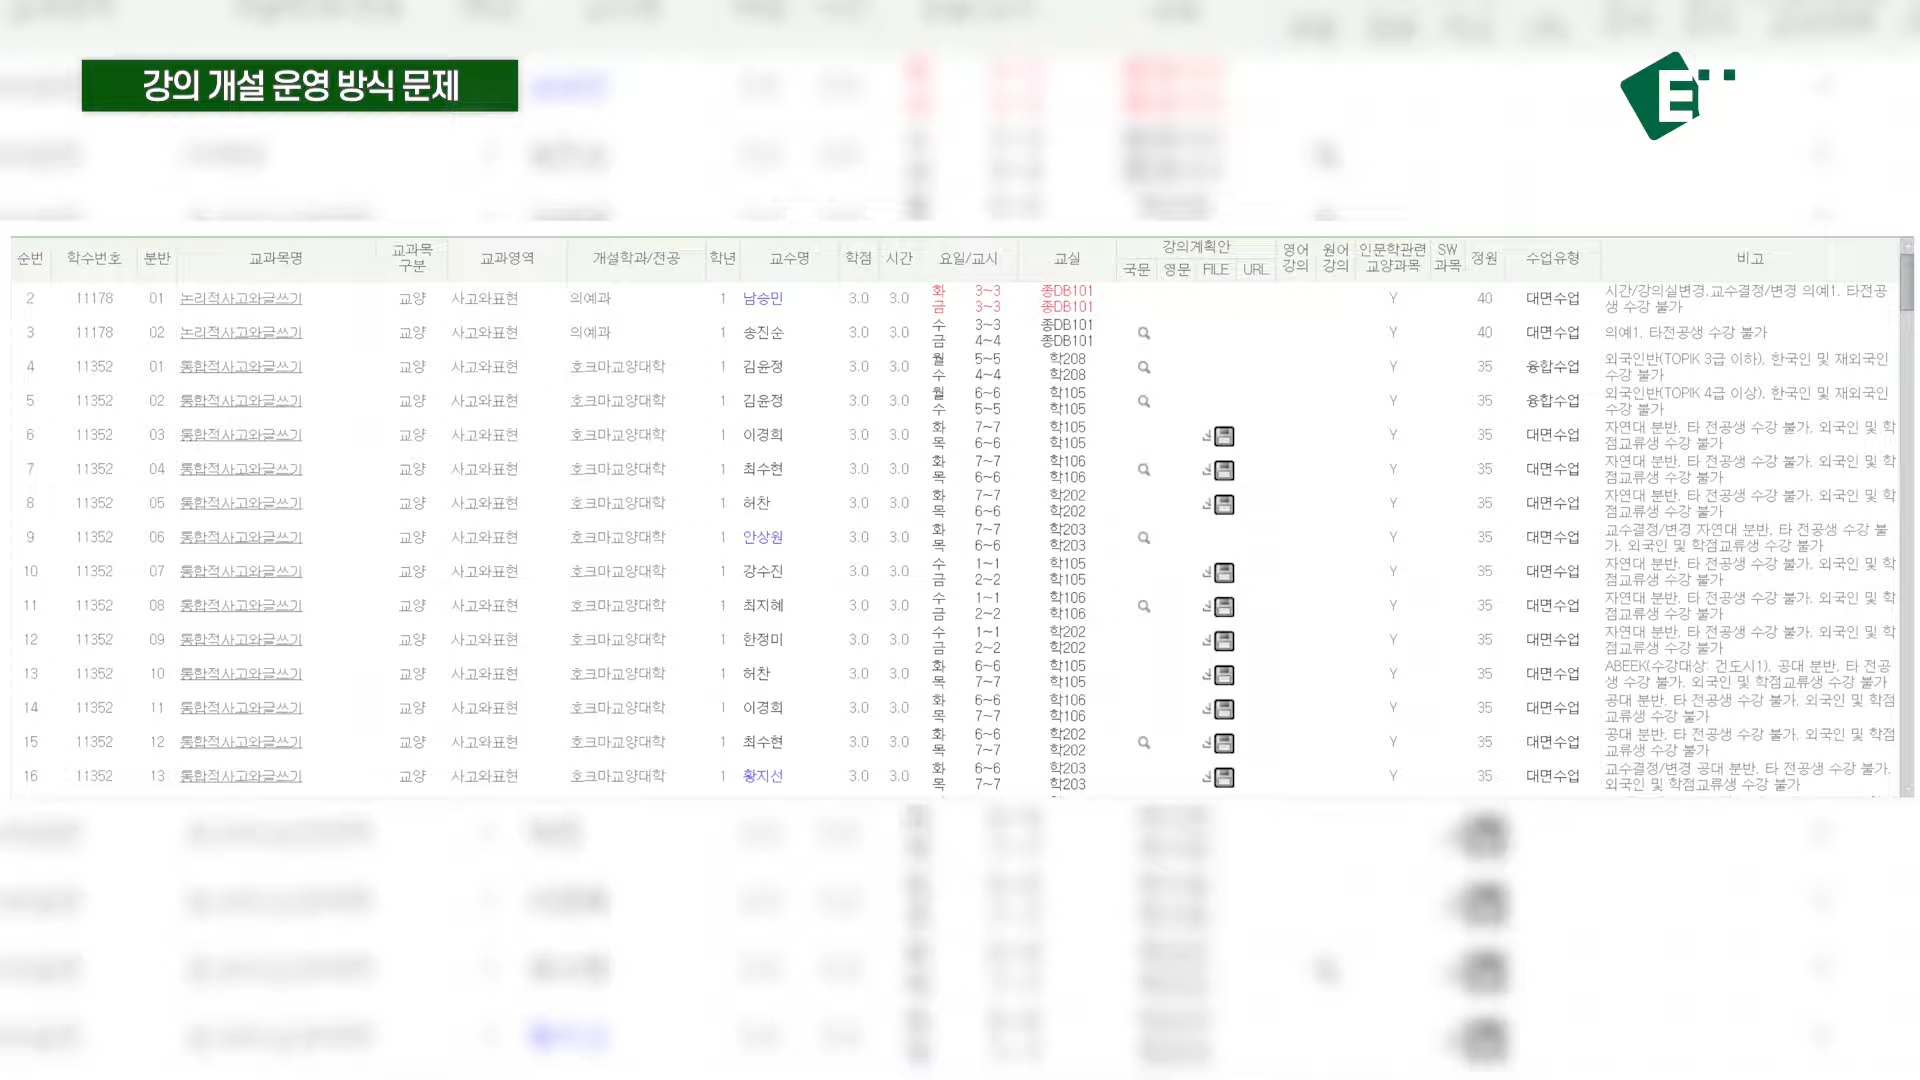 강의 개설 운영 방식 문제
E
순번 학수번호 분반 교과목명 교과목 구분 교과영역 개설학과/전공 학년 교수명 학점 시간 요일/교시 교실 강의계획안 국문 영문 FILE URL 영어 강의 원어 강의 인문학관련 교양과목 SW 과목 정원 수업유형 비고
2 11178 01 논리적사고와글쓰기 교양 사고와표현 의예과 1 남승민 3.0 3.0 화 3~3 종DB101 금 3~3 종DB101 Y 40 대면수업 시간/강의실변경,교수결정/변경 의예1. 타전공생 수강 불가
3 11178 02 논리적사고와글쓰기 교양 사고와표현 의예과 1 송진순 3.0 3.0 수 3~3 종DB101 금 4~4 종DB101 Y 40 대면수업 의예1. 타전공생 수강 불가
4 11352 01 통합적사고와글쓰기 교양 사고와표현 호크마교양대학 1 김윤정 3.0 3.0 월 5~5 학208 수 4~4 학208 Y 35 융합수업 외국인반(TOPIK 3급 이하), 한국인 및 재외국인 수강 불가
5 11352 02 통합적사고와글쓰기 교양 사고와표현 호크마교양대학 1 김윤정 3.0 3.0 월 6~6 학105 수 5~5 학105 Y 35 융합수업 외국인반(TOPIK 4급 이상), 한국인 및 재외국인 수강 불가
6 11352 03 통합적사고와글쓰기 교양 사고와표현 호크마교양대학 1 이경희 3.0 3.0 화 7~7 학105 목 6~6 학105 Y 35 대면수업 자연대 분반, 타 전공생 수강 불가, 외국인 및 학점교류생 수강 불가
7 11352 04 통합적사고와글쓰기 교양 사고와표현 호크마교양대학 1 최수현 3.0 3.0 화 7~7 학106 목 6~6 학106 Y 35 대면수업 자연대 분반, 타 전공생 수강 불가, 외국인 및 학점교류생 수강 불가
8 11352 05 통합적사고와글쓰기 교양 사고와표현 호크마교양대학 1 허찬 3.0 3.0 화 7~7 학202 목 6~6 학202 Y 35 대면수업 자연대 분반, 타 전공생 수강 불가, 외국인 및 학점교류생 수강 불가
9 11352 06 통합적사고와글쓰기 교양 사고와표현 호크마교양대학 1 안상원 3.0 3.0 화 7~7 학203 목 6~6 학203 Y 35 대면수업 교수결정/변경 자연대 분반, 타 전공생 수강 불가, 외국인 및 학점교류생 수강 불가
10 11352 07 통합적사고와글쓰기 교양 사고와표현 호크마교양대학 1 강수진 3.0 3.0 수 1~1 학105 금 2~2 학105 Y 35 대면수업 자연대 분반, 타 전공생 수강 불가, 외국인 및 학점교류생 수강 불가
11 11352 08 통합적사고와글쓰기 교양 사고와표현 호크마교양대학 1 최지혜 3.0 3.0 수 1~1 학106 금 2~2 학106 Y 35 대면수업 자연대 분반, 타 전공생 수강 불가, 외국인 및 학점교류생 수강 불가
12 11352 09 통합적사고와글쓰기 교양 사고와표현 호크마교양대학 1 한정미 3.0 3.0 수 1~1 학202 금 2~2 학202 Y 35 대면수업 자연대 분반, 타 전공생 수강 불가, 외국인 및 학점교류생 수강 불가
13 11352 10 통합적사고와글쓰기 교양 사고와표현 호크마교양대학 1 허찬 3.0 3.0 화 6~6 학105 목 7~7 학105 Y 35 대면수업 ABEEK(수강대상: 건도시1), 공대 분반, 타 전공생 수강 불가, 외국인 및 학점교류생 수강 불가
14 11352 11 통합적사고와글쓰기 교양 사고와표현 호크마교양대학 1 이경희 3.0 3.0 화 6~6 학106 목 7~7 학106 Y 35 대면수업 공대 분반, 타 전공생 수강 불가, 외국인 및 학점교류생 수강 불가
15 11352 12 통합적사고와글쓰기 교양 사고와표현 호크마교양대학 1 최수현 3.0 3.0 화 6~6 학202 목 7~7 학202 Y 35 대면수업 공대 분반, 타 전공생 수강 불가, 외국인 및 학점교류생 수강 불가
16 11352 13 통합적사고와글쓰기 교양 사고와표현 호크마교양대학 1 황지선 3.0 3.0 화 6~6 학203 목 7~7 학203 Y 35 대면수업 교수결정/변경 공대 분반, 타 전공생 수강 불가, 외국인 및 학점교류생 수강 불가